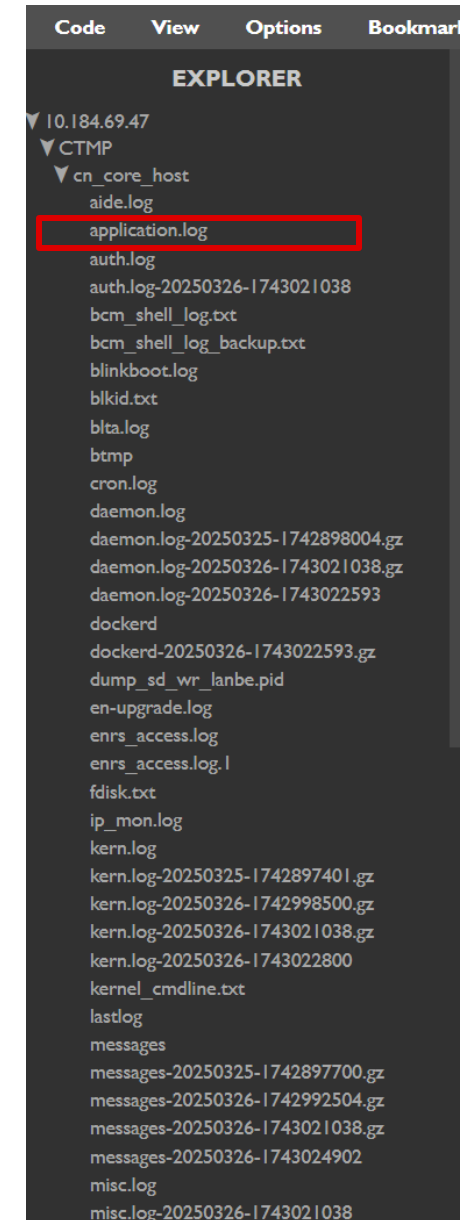 Code View Options Bookmar
EXPLORER
10.184.69.47
CTMP
cn_core_host
aide.log
application.log
auth.log
auth.log-20250326-1743021038
bcm_shell_log.txt
bcm_shell_log_backup.txt
blinkboot.log
blkid.txt
blta.log
btmp
cron.log
daemon.log
daemon.log-20250325-1742898004.gz
daemon.log-20250326-1743021038.gz
daemon.log-20250326-1743022593
dockerd
dockerd-20250326-1743022593.gz
dump_sd_wr_lanbe.pid
en-upgrade.log
enrs_access.log
enrs_access.log.1
fdisk.txt
ip_mon.log
kern.log
kern.log-20250325-1742897401.gz
kern.log-20250326-1742998500.gz
kern.log-20250326-1743021038.gz
kern.log-20250326-1743022800
kernel_cmdline.txt
lastlog
messages
messages-20250325-1742897700.gz
messages-20250326-1742992504.gz
messages-20250326-1743021038.gz
messages-20250326-1743024902
misc.log
misc.log-20250326-1743021038